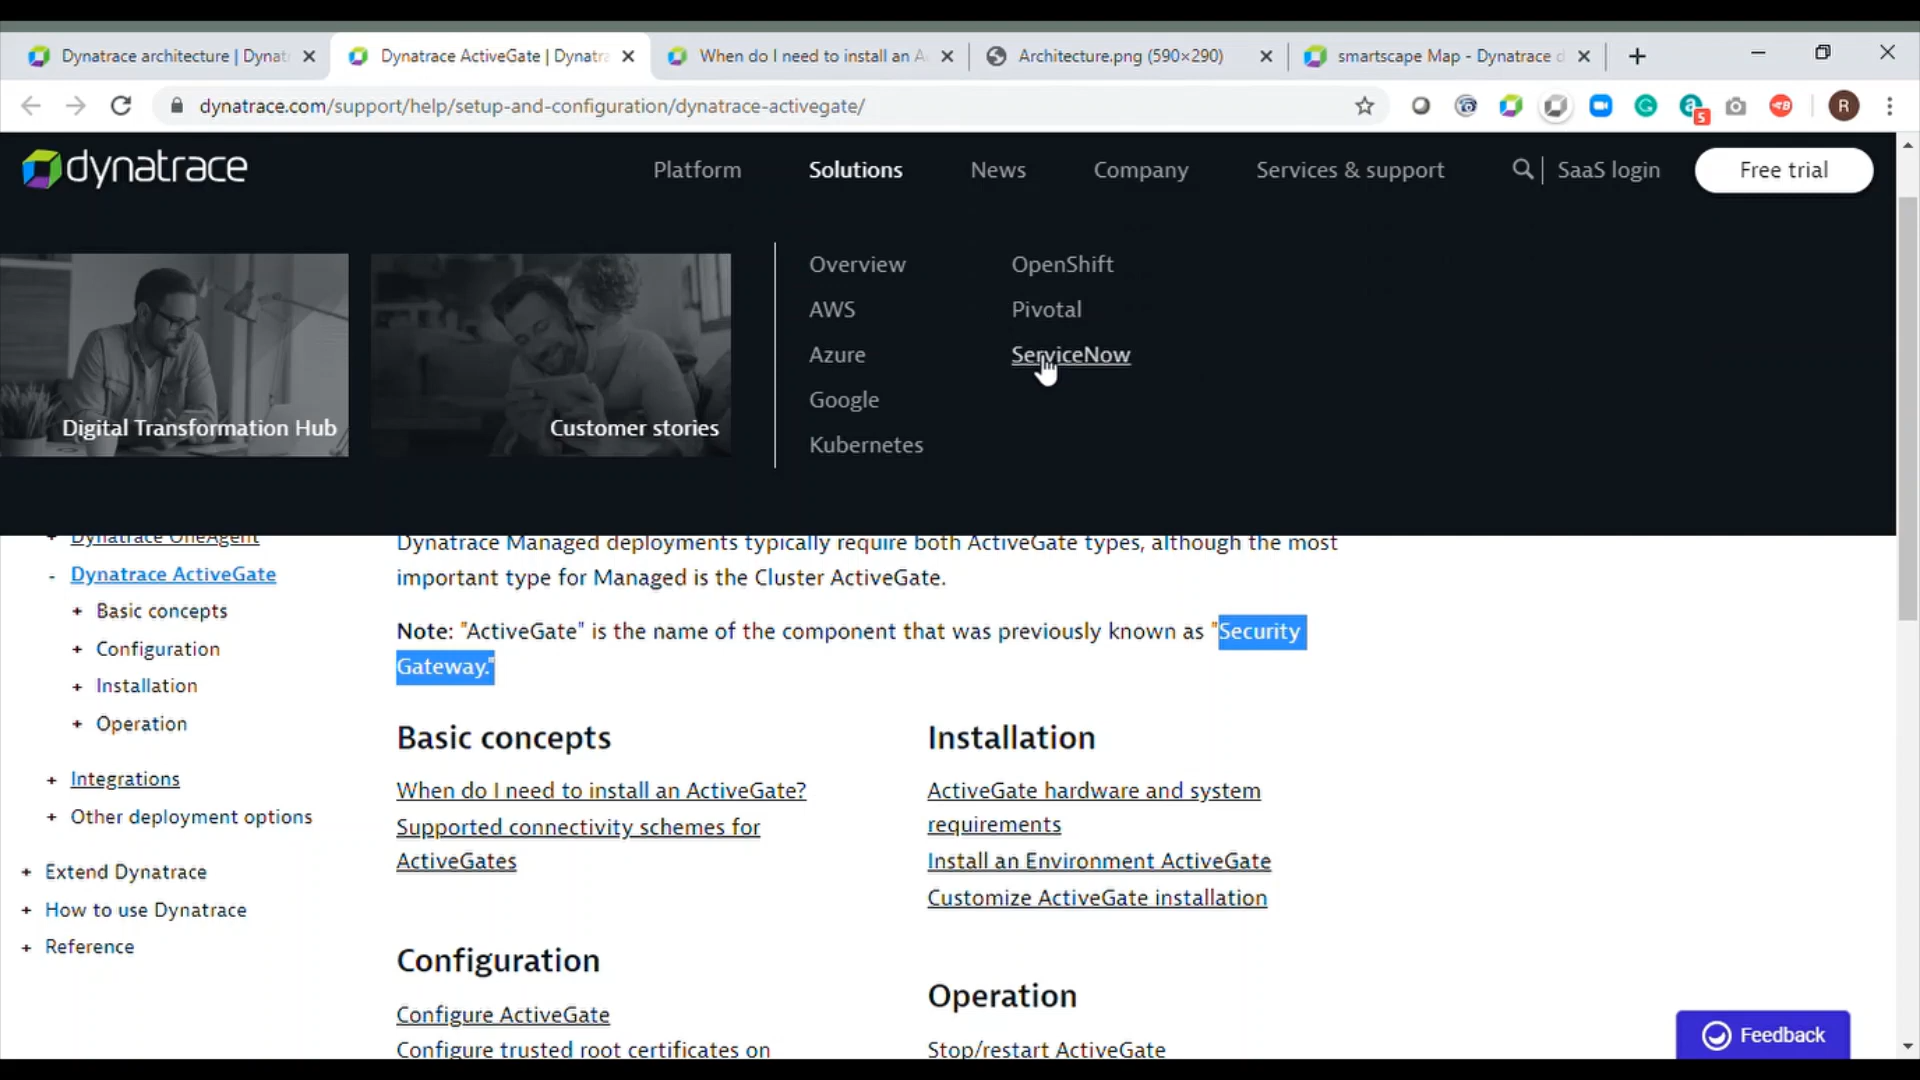 Dynatrace architecture | Dynat
Dynatrace ActiveGate | Dynatra
When do I need to install an A
Architecture.png (590×290)
smartscape Map - Dynatrace d
dynatrace.com/support/help/setup-and-configuration/dynatrace-activegate/
5
R
dynatrace
Platform
Solutions
News
Company
Services & support
SaaS login
Free trial
Digital Transformation Hub
Customer stories
Overview
AWS
Azure
Google
Kubernetes
OpenShift
Pivotal
ServiceNow
+ Dynatrace OneAgent
- Dynatrace ActiveGate
+ Basic concepts
+ Configuration
+ Installation
+ Operation
+ Integrations
+ Other deployment options
+ Extend Dynatrace
+ How to use Dynatrace
+ Reference
Dynatrace Managed deployments typically require both ActiveGate types, although the most
important type for Managed is the Cluster ActiveGate.
Note: "ActiveGate" is the name of the component that was previously known as "Security
Gateway."
Basic concepts
When do I need to install an ActiveGate?
Supported connectivity schemes for
ActiveGates
Installation
ActiveGate hardware and system
requirements
Install an Environment ActiveGate
Customize ActiveGate installation
Configuration
Configure ActiveGate
Configure trusted root certificates on
Operation
Stop/restart ActiveGate
Feedback